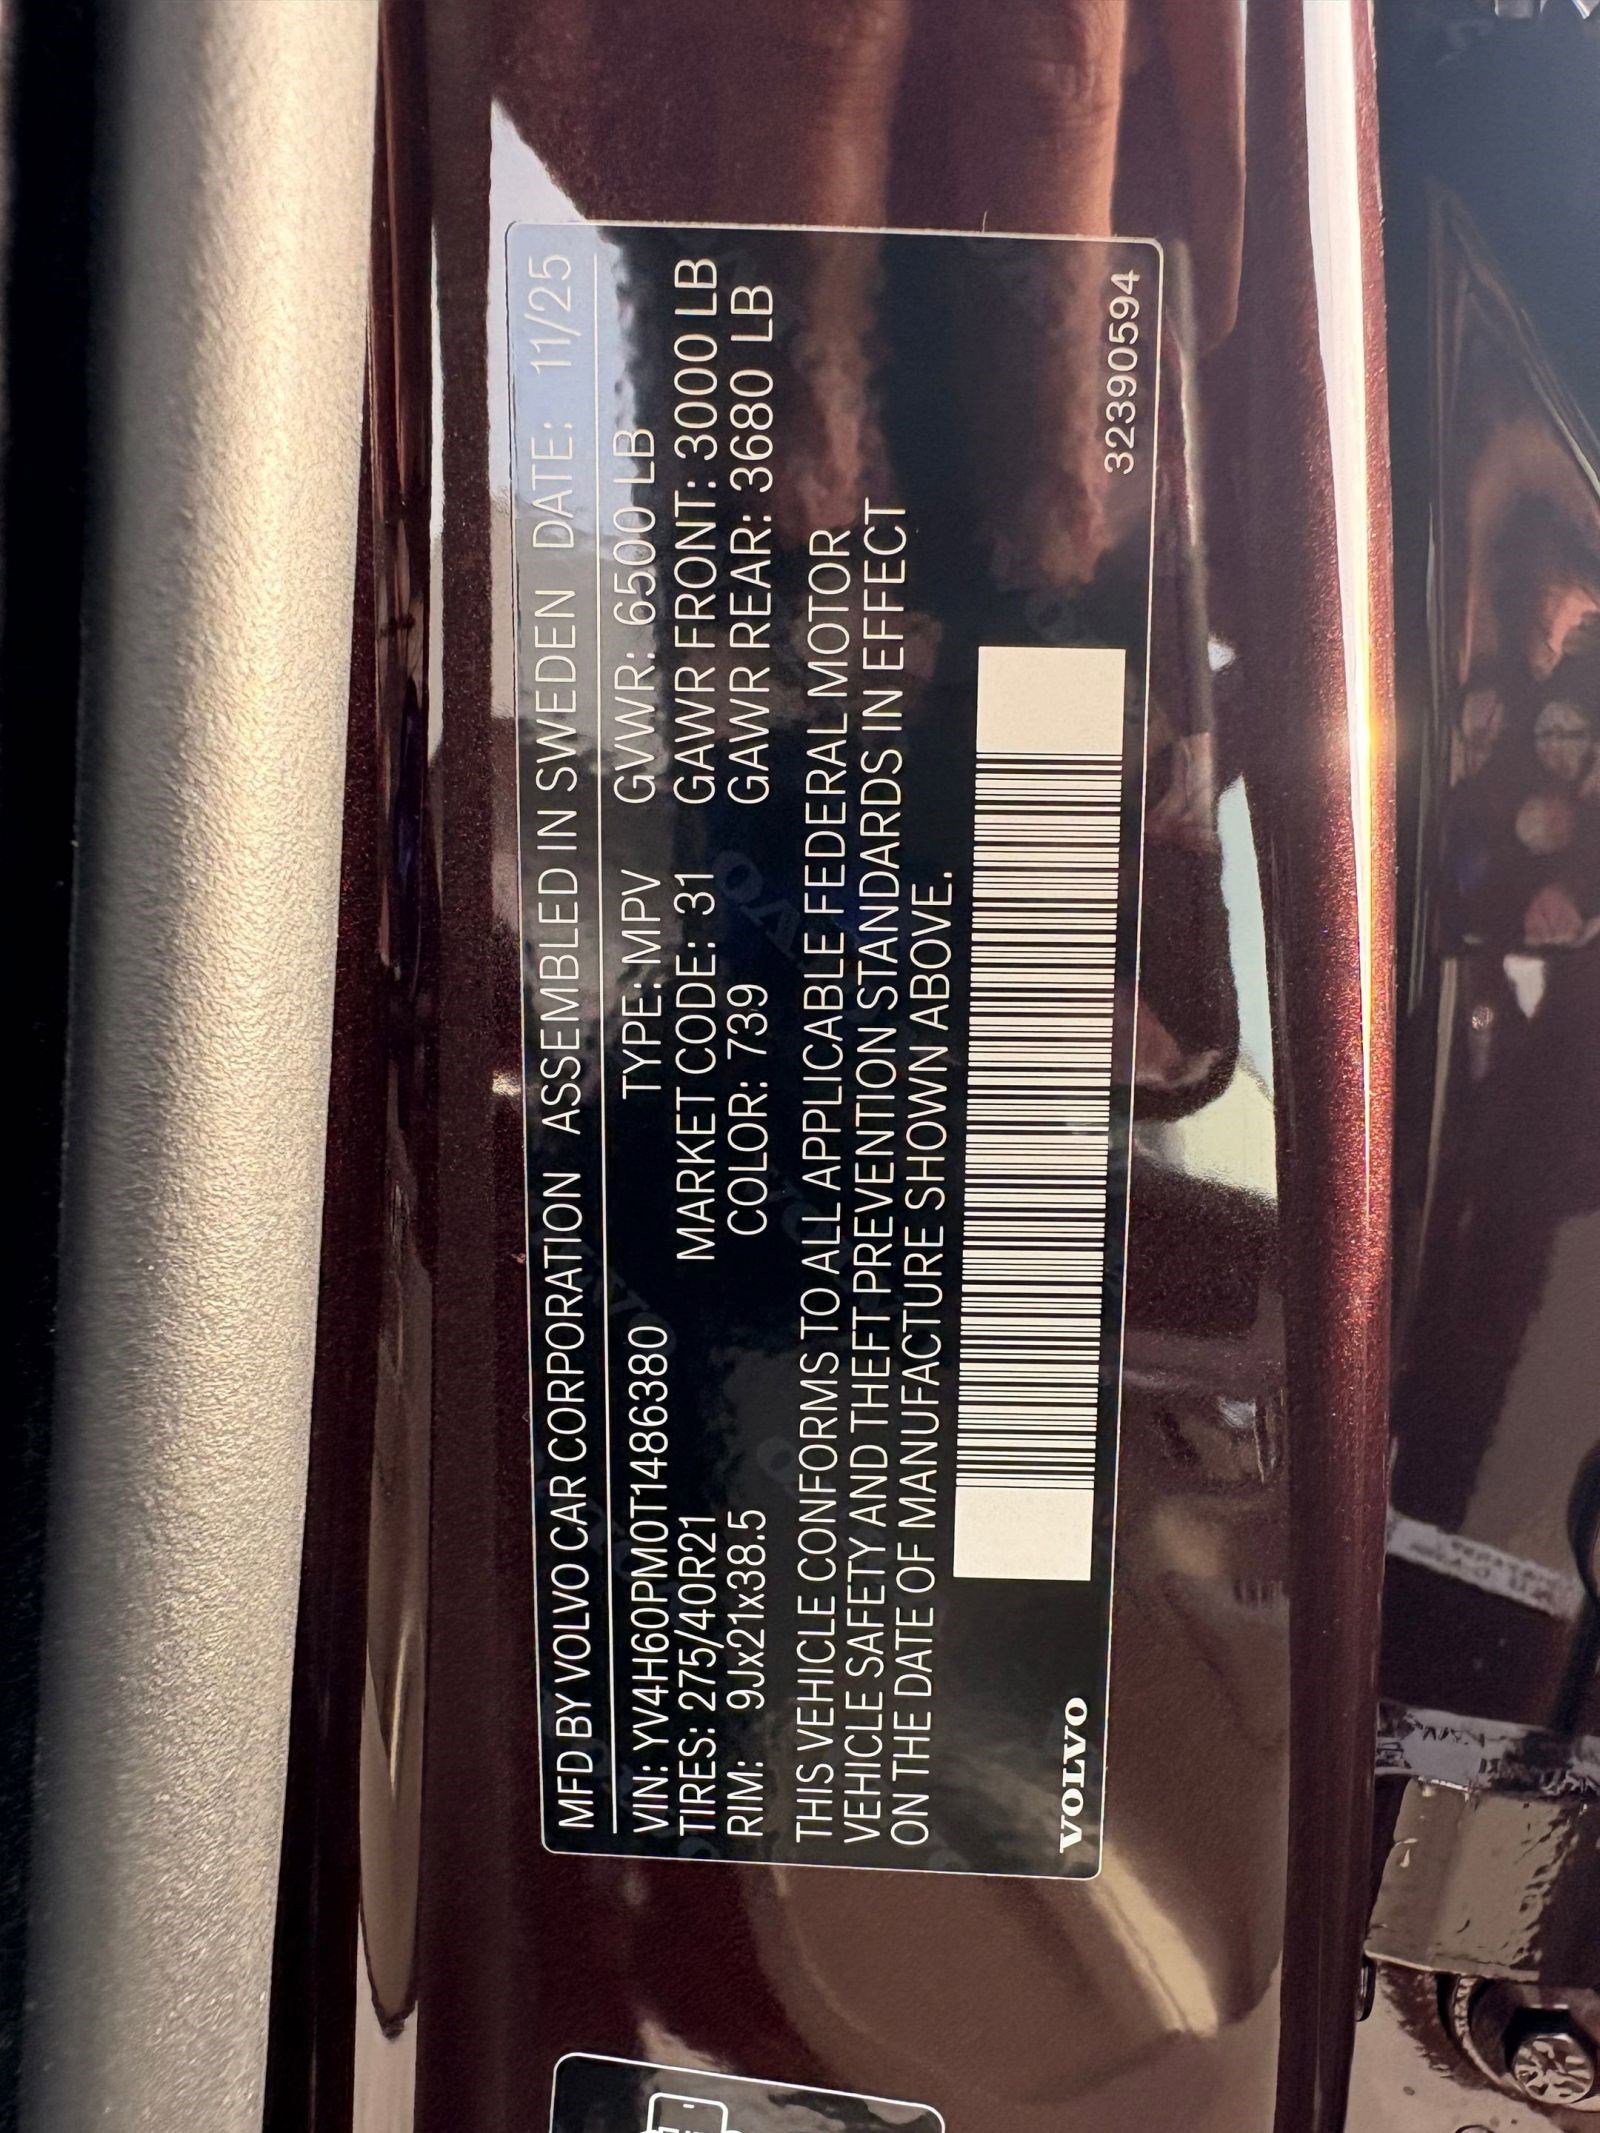 MFD BY VOLVO CAR CORPORATION ASSEMBLED IN SWEDEN DATE: 11/25
VIN: YV4H60PM0T1486380 TYPE: MPV GVWR: 6500 LB
TIRES: 275/40R21 MARKET CODE: 31 GAWR FRONT: 3000 LB
RIM: 9Jx21x38.5 COLOR: 739 GAWR REAR: 3680 LB
THIS VEHICLE CONFORMS TO ALL APPLICABLE FEDERAL MOTOR
VEHICLE SAFETY AND THEFT PREVENTION STANDARDS IN EFFECT
ON THE DATE OF MANUFACTURE SHOWN ABOVE.
VOLVO 32390594